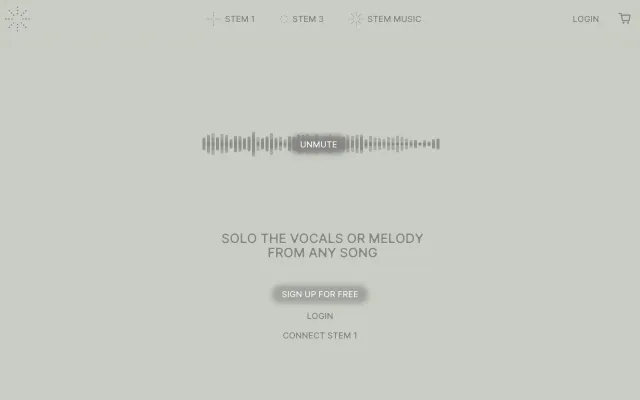 STEM 1
STEM 3
STEM MUSIC
LOGIN
UNMUTE
SOLO THE VOCALS OR MELODY
FROM ANY SONG
SIGN UP FOR FREE
LOGIN
CONNECT STEM 1